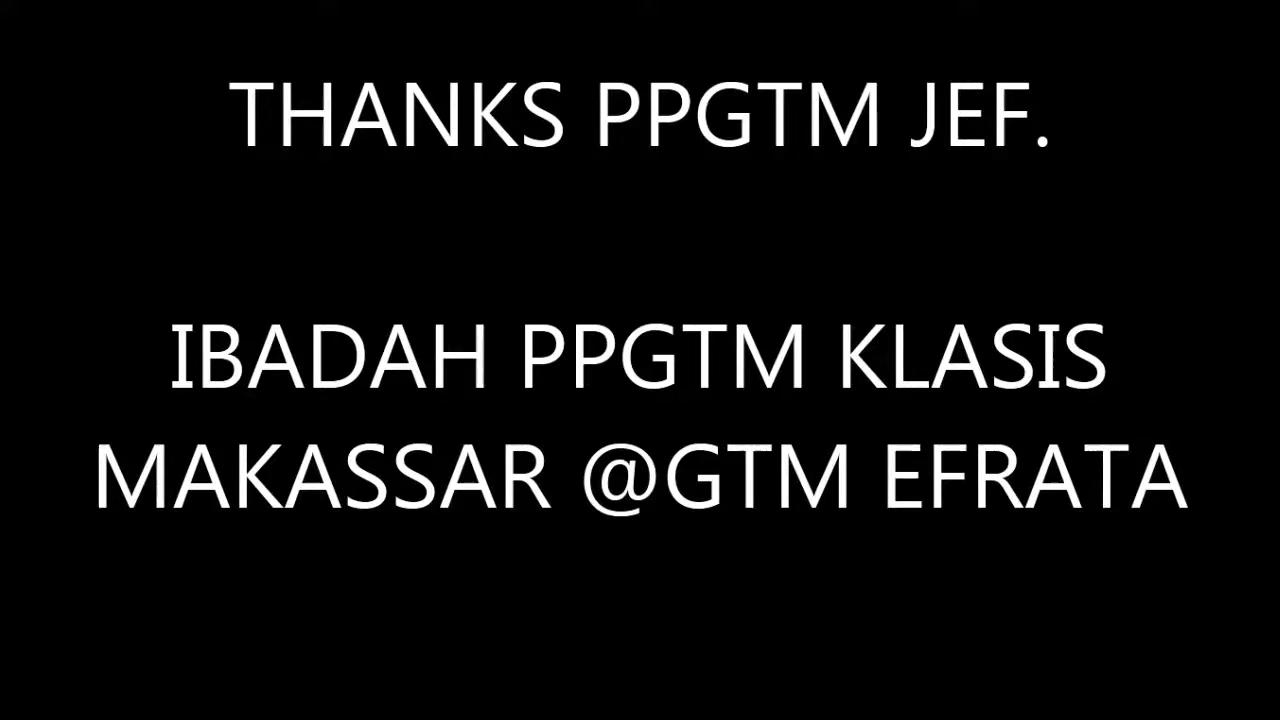 THANKS PPGTM JEF.
IBADAH PPGTM KLASIS
MAKASSAR @GTM EFRATA